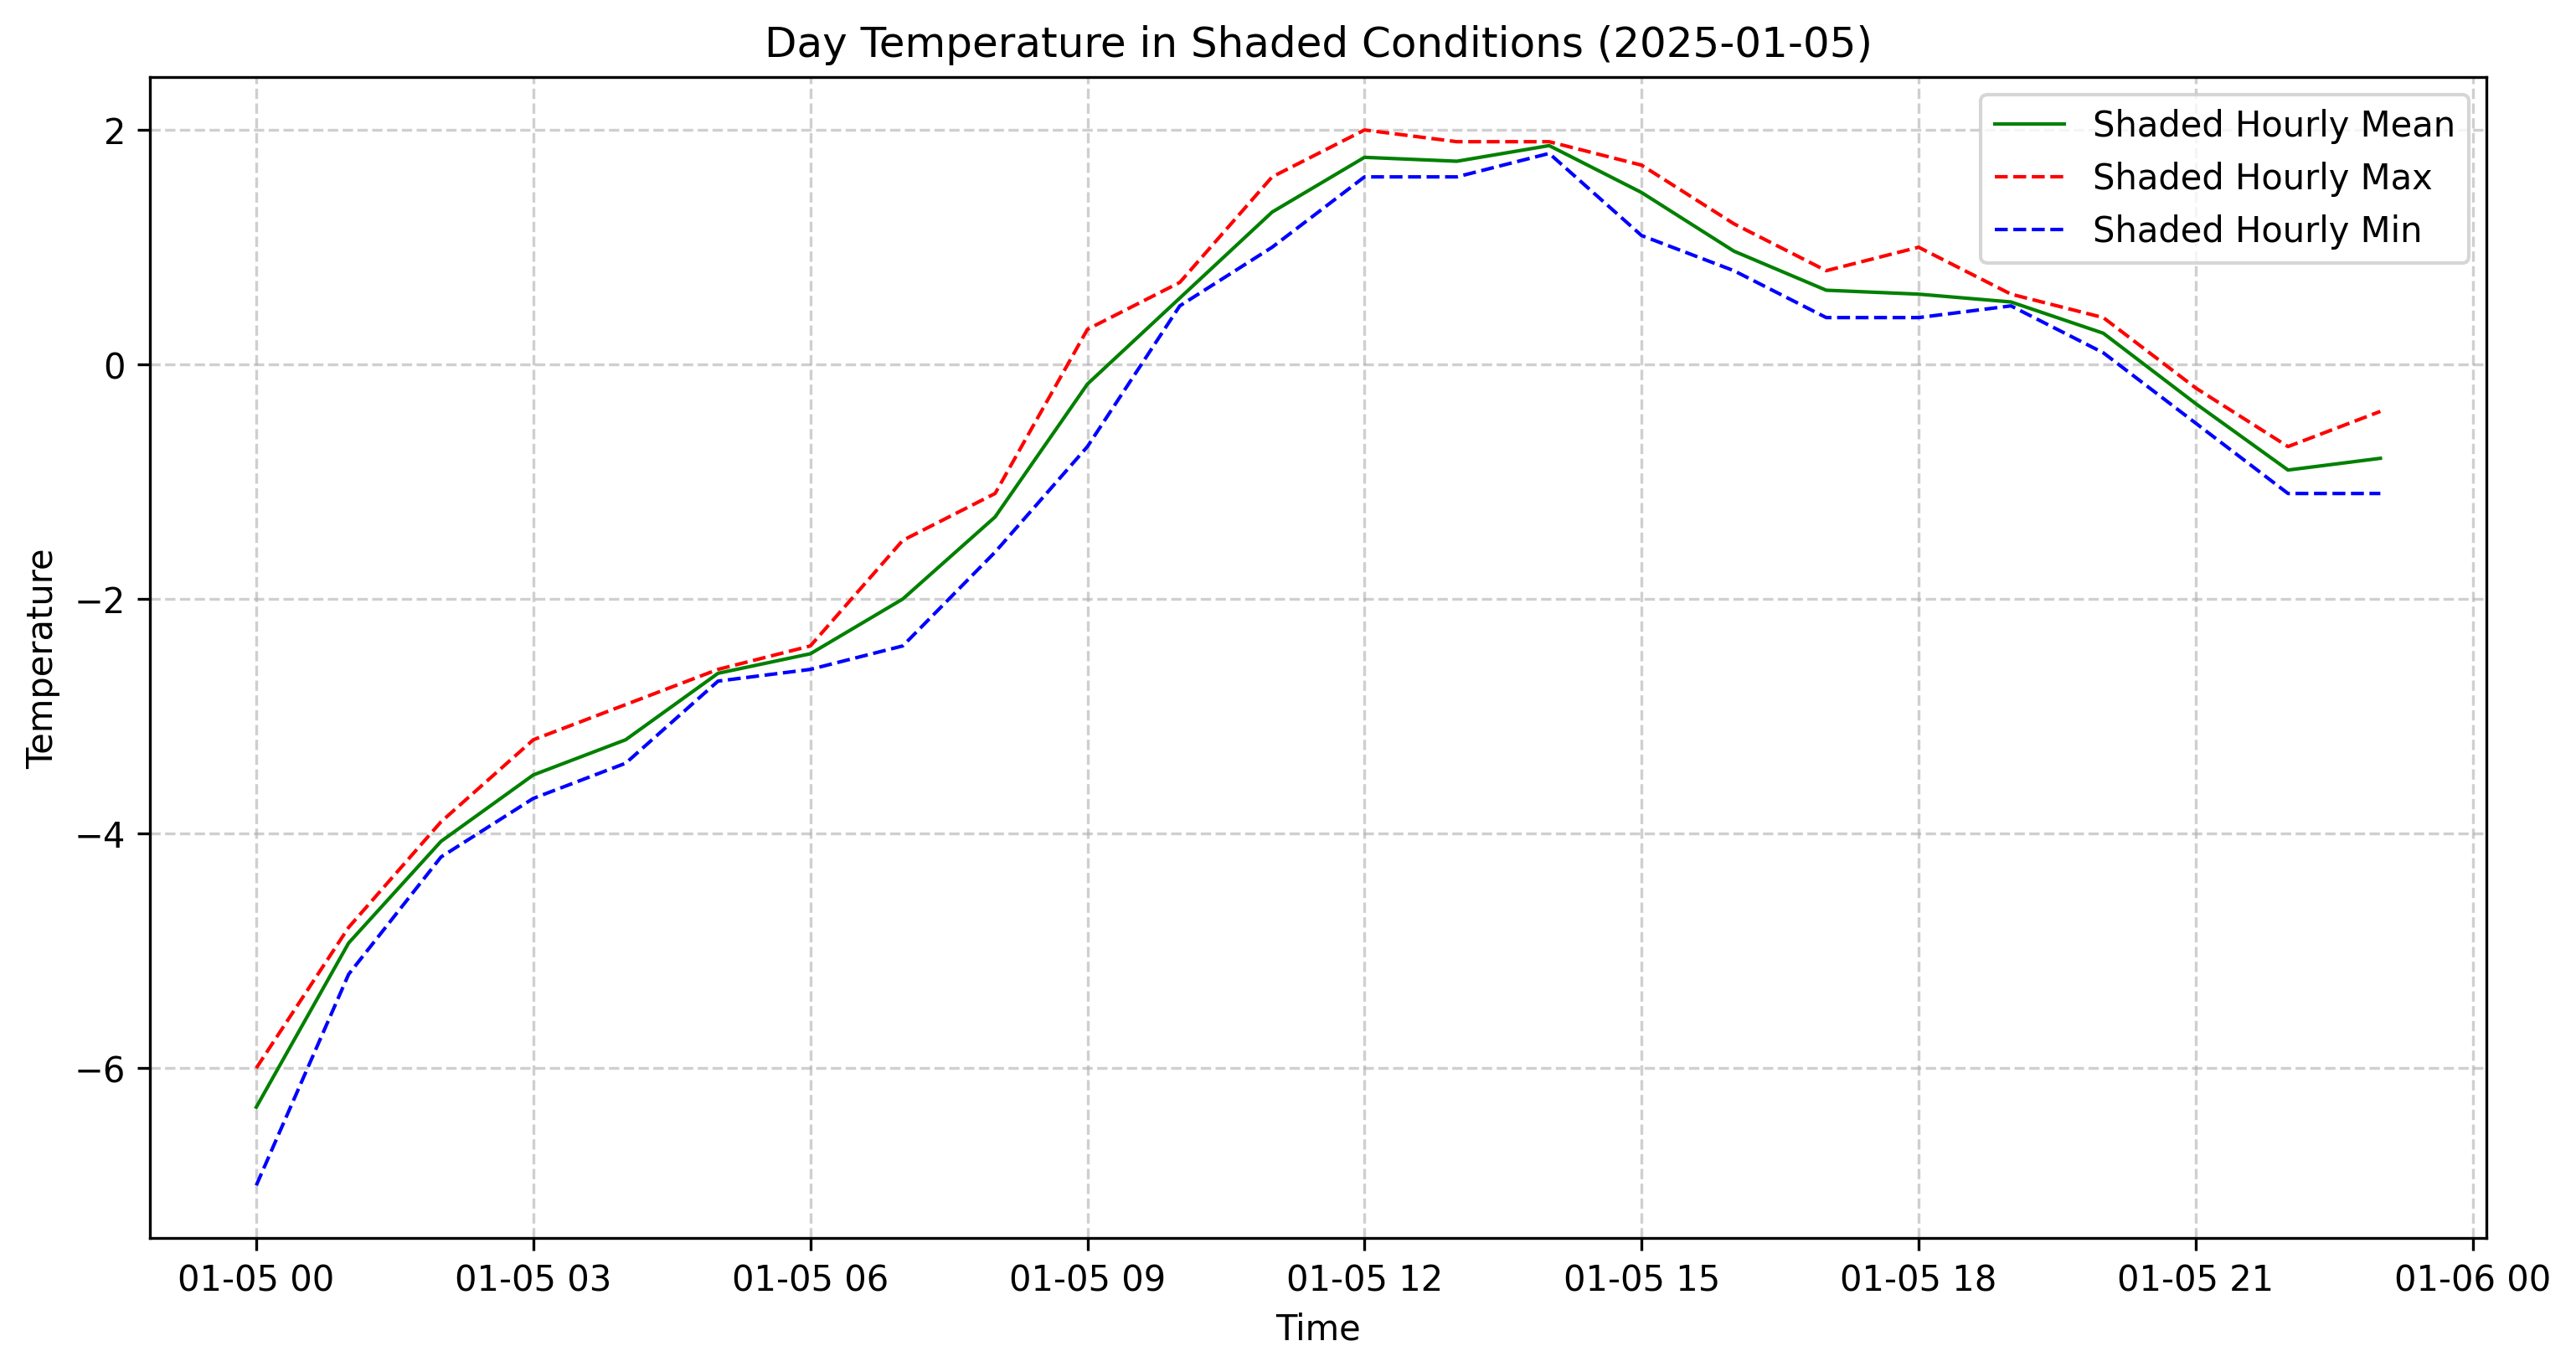 Day Temperature in Shaded Conditions (2025-01-05)
Shaded Hourly Mean
Shaded Hourly Max
Shaded Hourly Min
Temperature
2
0
−2
−4
−6
01-05 00 01-05 03 01-05 06 01-05 09 01-05 12 01-05 15 01-05 18 01-05 21 01-06 00
Time